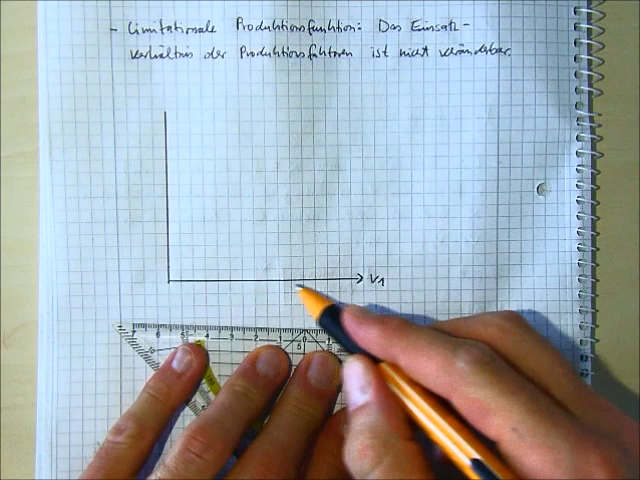 - Limitationale Produktionsfunktion: Das Einsatz-
verhältnis der Produktionsfaktoren ist nicht veränderbar.
V1